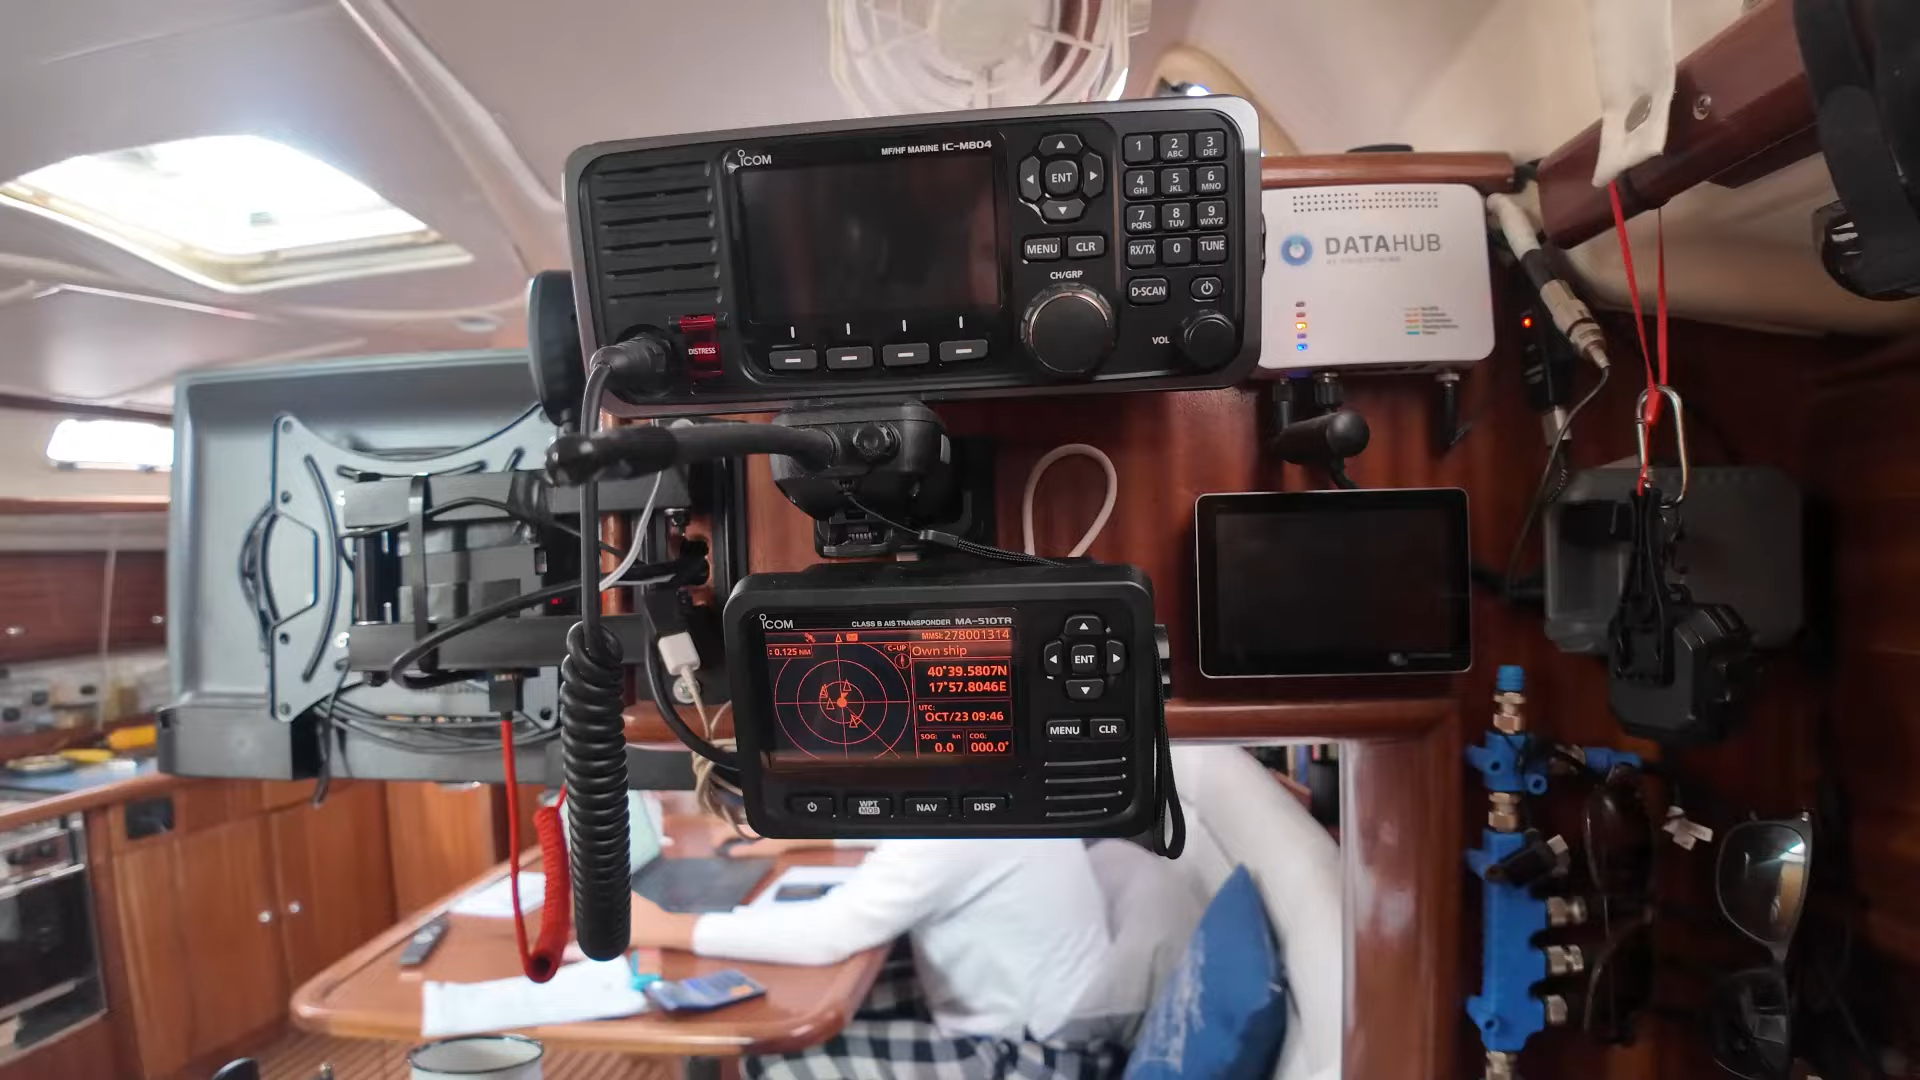 ICOM
MF/HF MARINE IC-M804
ENT
MENU
CLR
CH/GRP
1
2 ABC
3 DEF
4 GHI
5 JKL
6 MNO
7 PQRS
8 TUV
9 WXYZ
RX/TX
0
TUNE
D-SCAN
VOL
DISTRESS
DATAHUB
ICOM
CLASS B AIS TRANSPONDER MA-510TR
MMSI:278001314
0.125 NM
C-UP
Own ship
40°39.5807N
17°57.8046E
UTC:
OCT/23 09:46
SOG: kn
0.0
COG:
000.0°
ENT
MENU
CLR
WPT
MOB
NAV
DISP